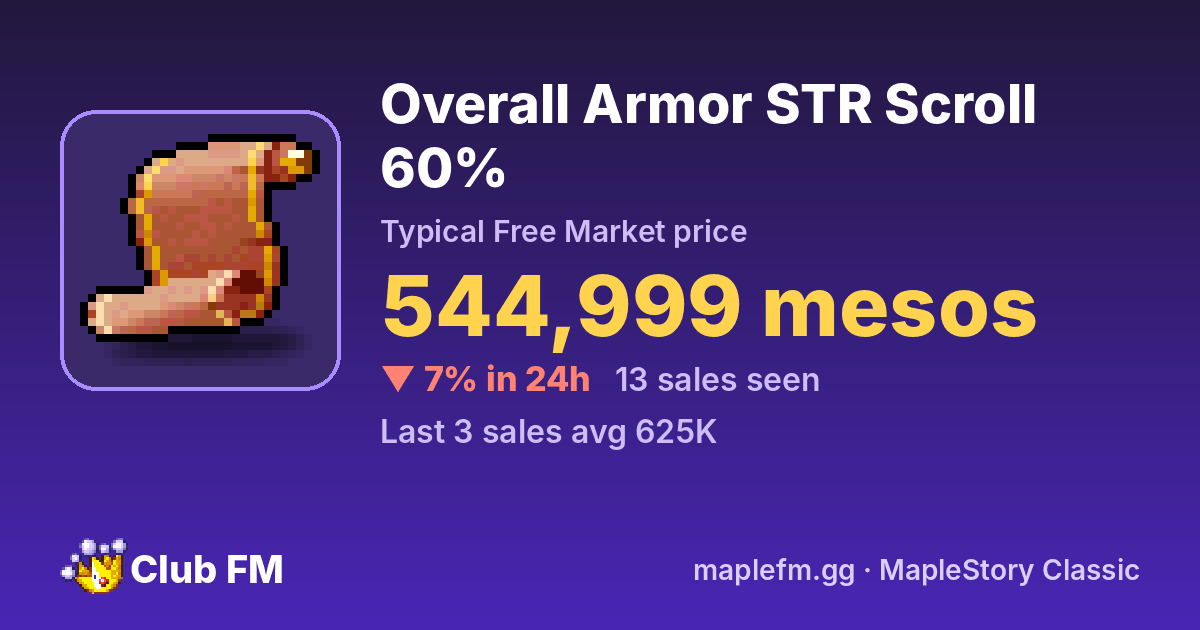 Overall Armor STR Scroll
60%
Typical Free Market price
544,999 mesos
▼ 7% in 24h 13 sales seen
Last 3 sales avg 625K
Club FM
maplefm.gg · MapleStory Classic